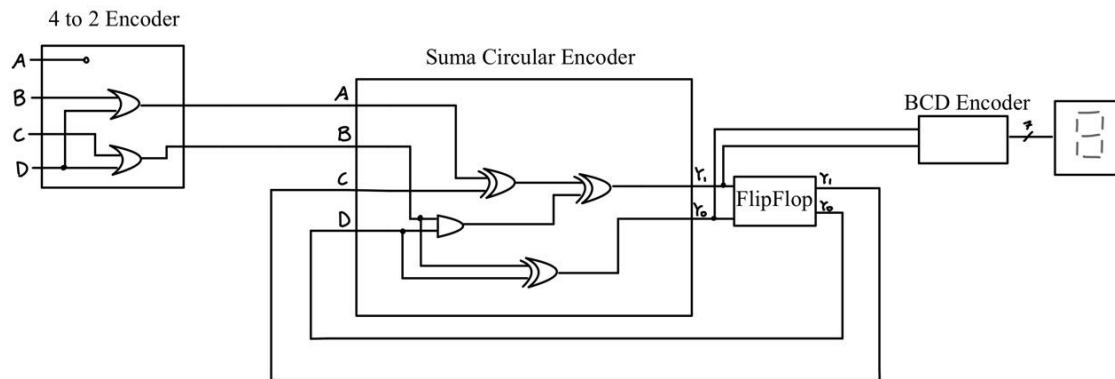 4 to 2 Encoder
A
B
C
D
Suma Circular Encoder
A
B
C
D
Y₁
Y₀
FlipFlop
Y₁
Y₀
BCD Encoder
7